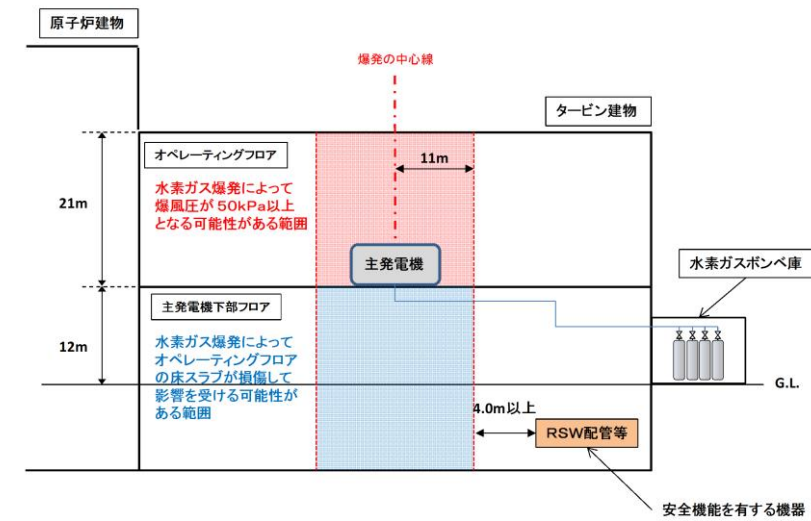 原子炉建物
爆発の中心線
タービン建物
オペレーティングフロア
11m
水素ガス爆発によって
爆風圧が50kPa以上
となる可能性がある範囲
21m
主発電機
水素ガスボンベ庫
主発電機下部フロア
12m
水素ガス爆発によって
オペレーティングフロア
の床スラブが損傷して
影響を受ける可能性が
ある範囲
G.L.
4.0m以上
RSW配管等
安全機能を有する機器